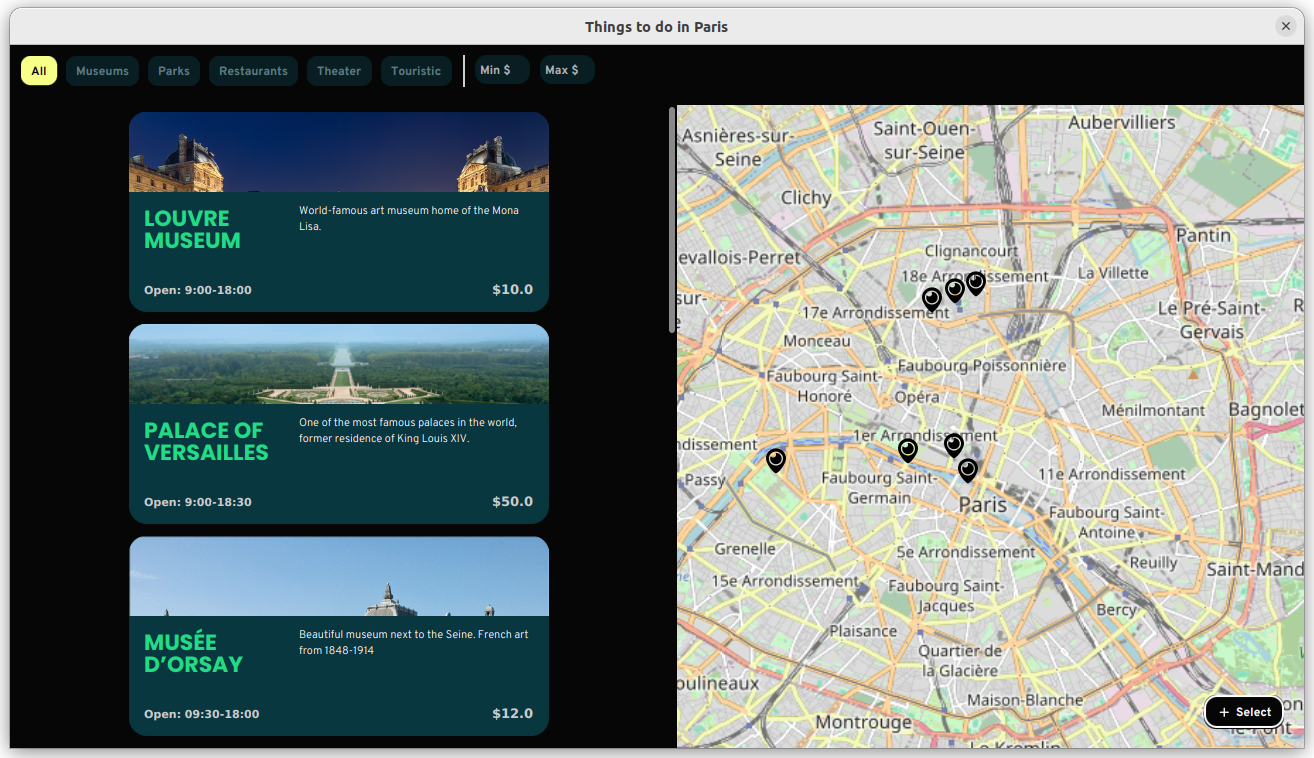 Things to do in Paris
All
Museums
Parks
Restaurants
Theater
Touristic
Min $
Max $
LOUVRE
MUSEUM
World-famous art museum home of the Mona
Lisa.
Open: 9:00-18:00
$10.0
PALACE OF
VERSAILLES
One of the most famous palaces in the world,
former residence of King Louis XIV.
Open: 9:00-18:30
$50.0
MUSÉE
D’ORSAY
Beautiful museum next to the Seine. French art
from 1848-1914
Open: 09:30-18:00
$12.0
Asnières-sur-
Seine
Saint-Ouen-
sur-Seine
Aubervilliers
Clichy
Pantin
evallois-Perret
Clignancourt
18e Arrondissement
La Villette
sur-
17e Arrondissement
Le Pré-Saint-
Gervais
R
Monceau
Faubourg Saint-
Honoré
Faubourg Poissonnière
Opéra
Ménilmontant
Bagnolet
ndissement
1er Arrondissement
Passy
Faubourg Saint-
Germain
11e Arrondissement
Paris
Faubourg Saint-
Antoine
Grenelle
5e Arrondissement
Reuilly
Saint-Mand
15e Arrondissement
Faubourg Saint-
Jacques
Bercy
Plaisance
Quartier de
la Glacière
oulineaux
Maison-Blanche
Montrouge
Le Kremlin
+ Select
le-Pont